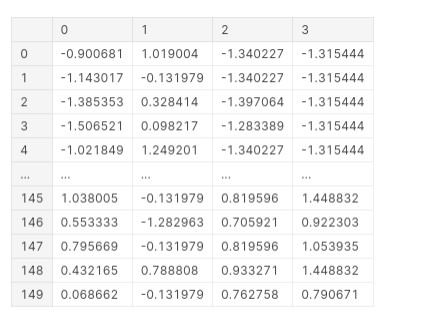 0 1 2 3
0 -0.900681 1.019004 -1.340227 -1.315444
1 -1.143017 -0.131979 -1.340227 -1.315444
2 -1.385353 0.328414 -1.397064 -1.315444
3 -1.506521 0.098217 -1.283389 -1.315444
4 -1.021849 1.249201 -1.340227 -1.315444
... ... ... ... ...
145 1.038005 -0.131979 0.819596 1.448832
146 0.553333 -1.282963 0.705921 0.922303
147 0.795669 -0.131979 0.819596 1.053935
148 0.432165 0.788808 0.933271 1.448832
149 0.068662 -0.131979 0.762758 0.790671